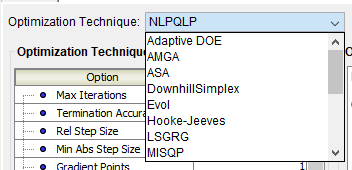 Optimization Technique: NLPQLP
Adaptive DOE
Optimization Technique
AMGA
Option
ASA
DownhillSimplex
Max Iterations
Evol
Termination Accura
Hooke-Jeeves
Rel Step Size
LSGRG
Min Abs Step Size
MISQP
Gradient Points 1